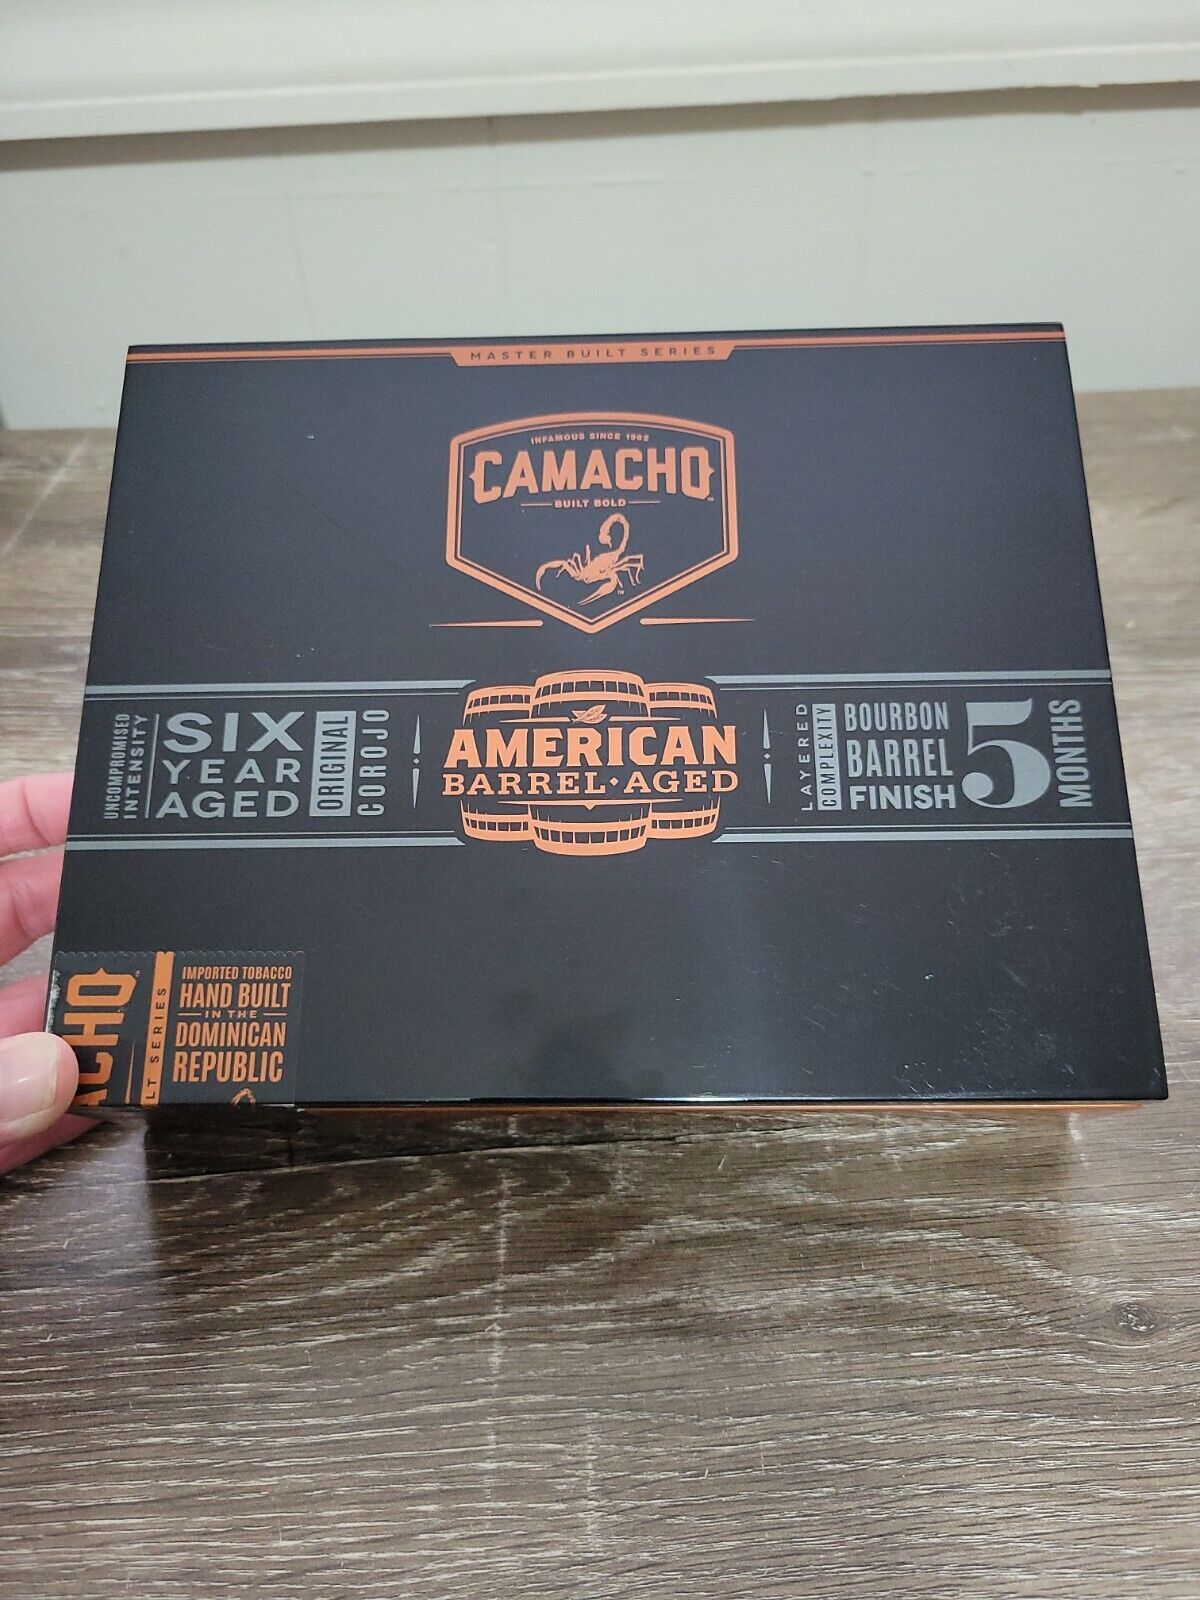 MASTER BUILT SERIES
INFAMOUS SINCE 1962
CAMACHO
BUILT BOLD
UNCOMPROMISED
INTENSITY
SIX
YEAR
AGED
ORIGINAL
COROJO
AMERICAN
BARREL·AGED
LAYERED
COMPLEXITY
BOURBON
BARREL
FINISH
5
MONTHS
ACHO
LT SERIES
IMPORTED TOBACCO
HAND BUILT
IN THE
DOMINICAN
REPUBLIC